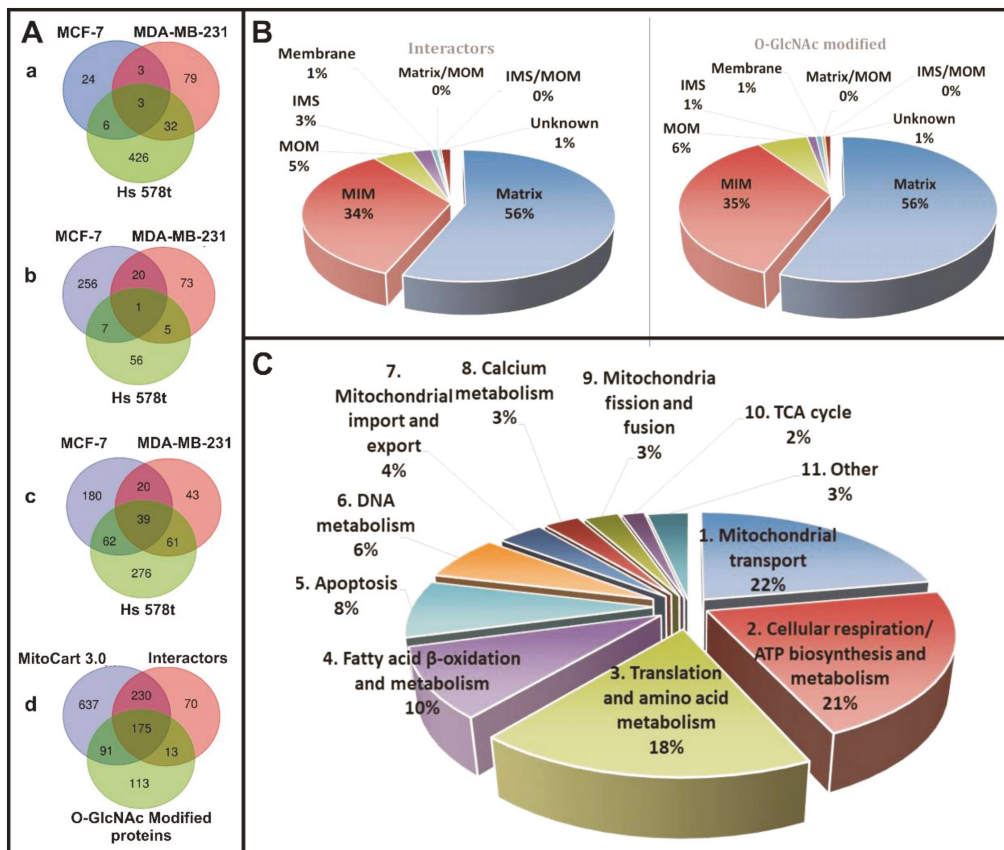 A
a
MCF-7
MDA-MB-231
24
3
79
3
6
32
426
Hs 578t
b
MCF-7
MDA-MB-231
256
20
73
1
7
5
56
Hs 578t
c
MCF-7
MDA-MB-231
180
20
43
39
62
61
276
Hs 578t
d
MitoCart 3.0
Interactors
637
230
70
175
91
13
113
O-GlcNAc Modified
proteins
B
Interactors
Membrane
1%
Matrix/MOM
0%
IMS/MOM
0%
IMS
3%
Unknown
1%
MOM
5%
MIM
34%
Matrix
56%
O-GlcNAc modified
Membrane
1%
Matrix/MOM
0%
IMS/MOM
0%
IMS
1%
Unknown
1%
MOM
6%
MIM
35%
Matrix
56%
C
7.
Mitochondrial
import and
export
4%
8. Calcium
metabolism
3%
9. Mitochondria
fission and
fusion
3%
10. TCA cycle
2%
11. Other
3%
6. DNA
metabolism
6%
5. Apoptosis
8%
4. Fatty acid β-oxidation
and metabolism
10%
3. Translation
and amino acid
metabolism
18%
2. Cellular respiration/
ATP biosynthesis and
metabolism
21%
1. Mitochondrial
transport
22%